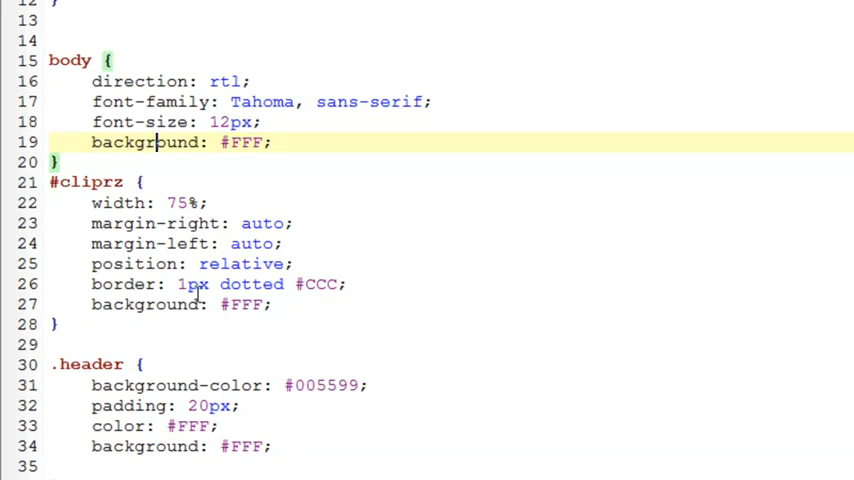 12 }
13
14
15 body {
16 direction: rtl;
17 font-family: Tahoma, sans-serif;
18 font-size: 12px;
19 background: #FFF;
20 }
21 #cliprz {
22 width: 75%;
23 margin-right: auto;
24 margin-left: auto;
25 position: relative;
26 border: 1px dotted #CCC;
27 background: #FFF;
28 }
29
30 .header {
31 background-color: #005599;
32 padding: 20px;
33 color: #FFF;
34 background: #FFF;
35